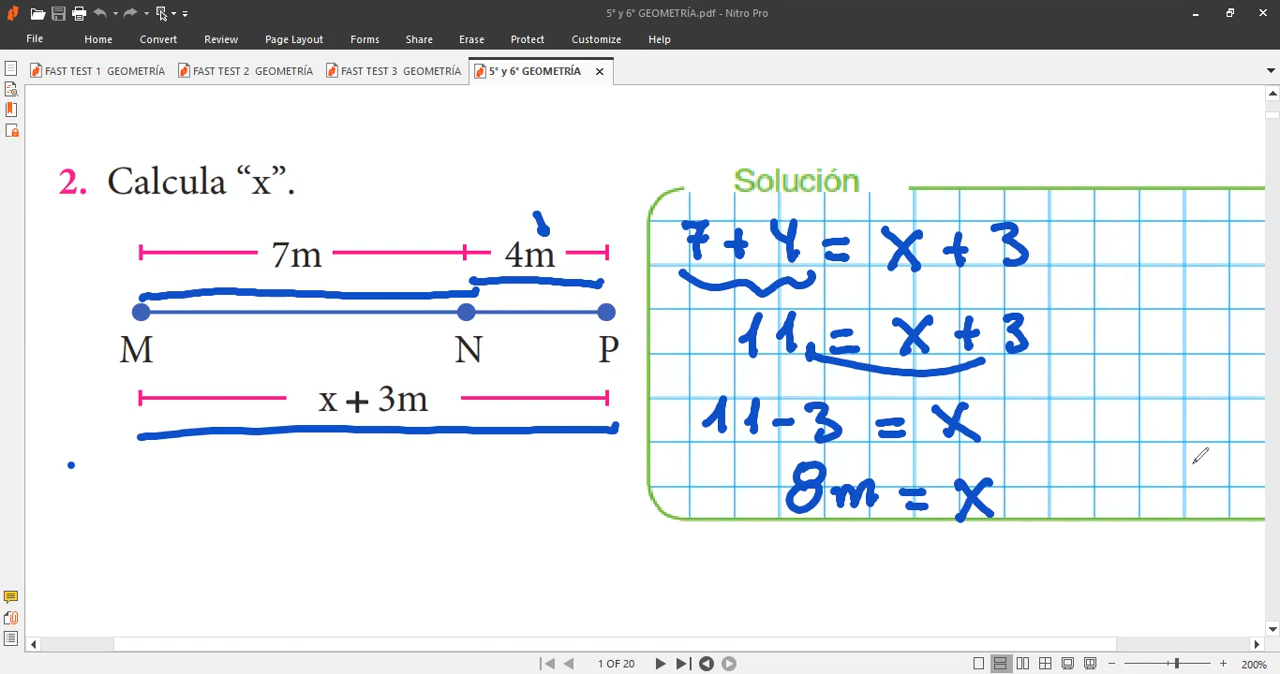 5° y 6° GEOMETRÍA.pdf - Nitro Pro
File Home Convert Review Page Layout Forms Share Erase Protect Customize Help
FAST TEST 1 GEOMETRÍA FAST TEST 2 GEOMETRÍA FAST TEST 3 GEOMETRÍA 5° y 6° GEOMETRÍA
2. Calcula “x”.
7m 4m
M N P
x + 3m
Solución
7 + 4 = x + 3
11 = x + 3
11 - 3 = x
8m = x
1 OF 20
200%